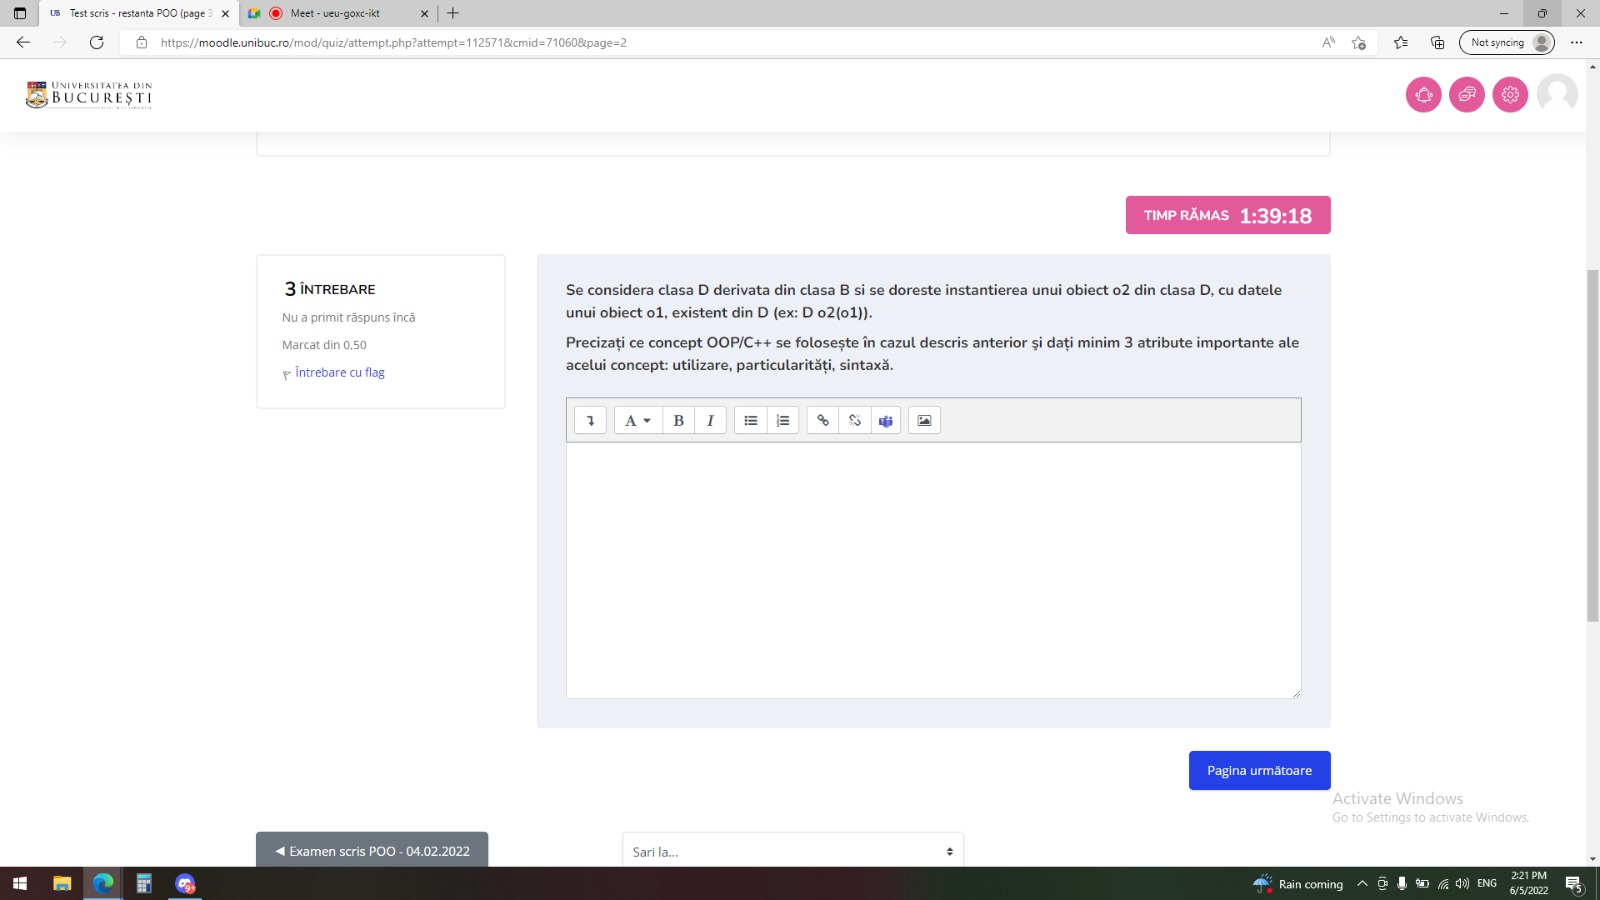 Test scris - restanta POO (page 3
Meet - ueu-goxc-ikt
https://moodle.unibuc.ro/mod/quiz/attempt.php?attempt=112571&cmid=71060&page=2
Not syncing
UNIVERSITATEA DIN
BUCUREȘTI
TIMP RĂMAS 1:39:18
3 ÎNTREBARE
Nu a primit răspuns încă
Marcat din 0,50
Întrebare cu flag
Se considera clasa D derivata din clasa B si se doreste instantierea unui obiect o2 din clasa D, cu datele
unui obiect o1, existent din D (ex: D o2(o1)).
Precizați ce concept OOP/C++ se folosește în cazul descris anterior şi dați minim 3 atribute importante ale
acelui concept: utilizare, particularități, sintaxă.
A
B
I
Pagina următoare
Activate Windows
Go to Settings to activate Windows.
◄ Examen scris POO - 04.02.2022
Sari la...
Rain coming
ENG
2:21 PM
6/5/2022
5